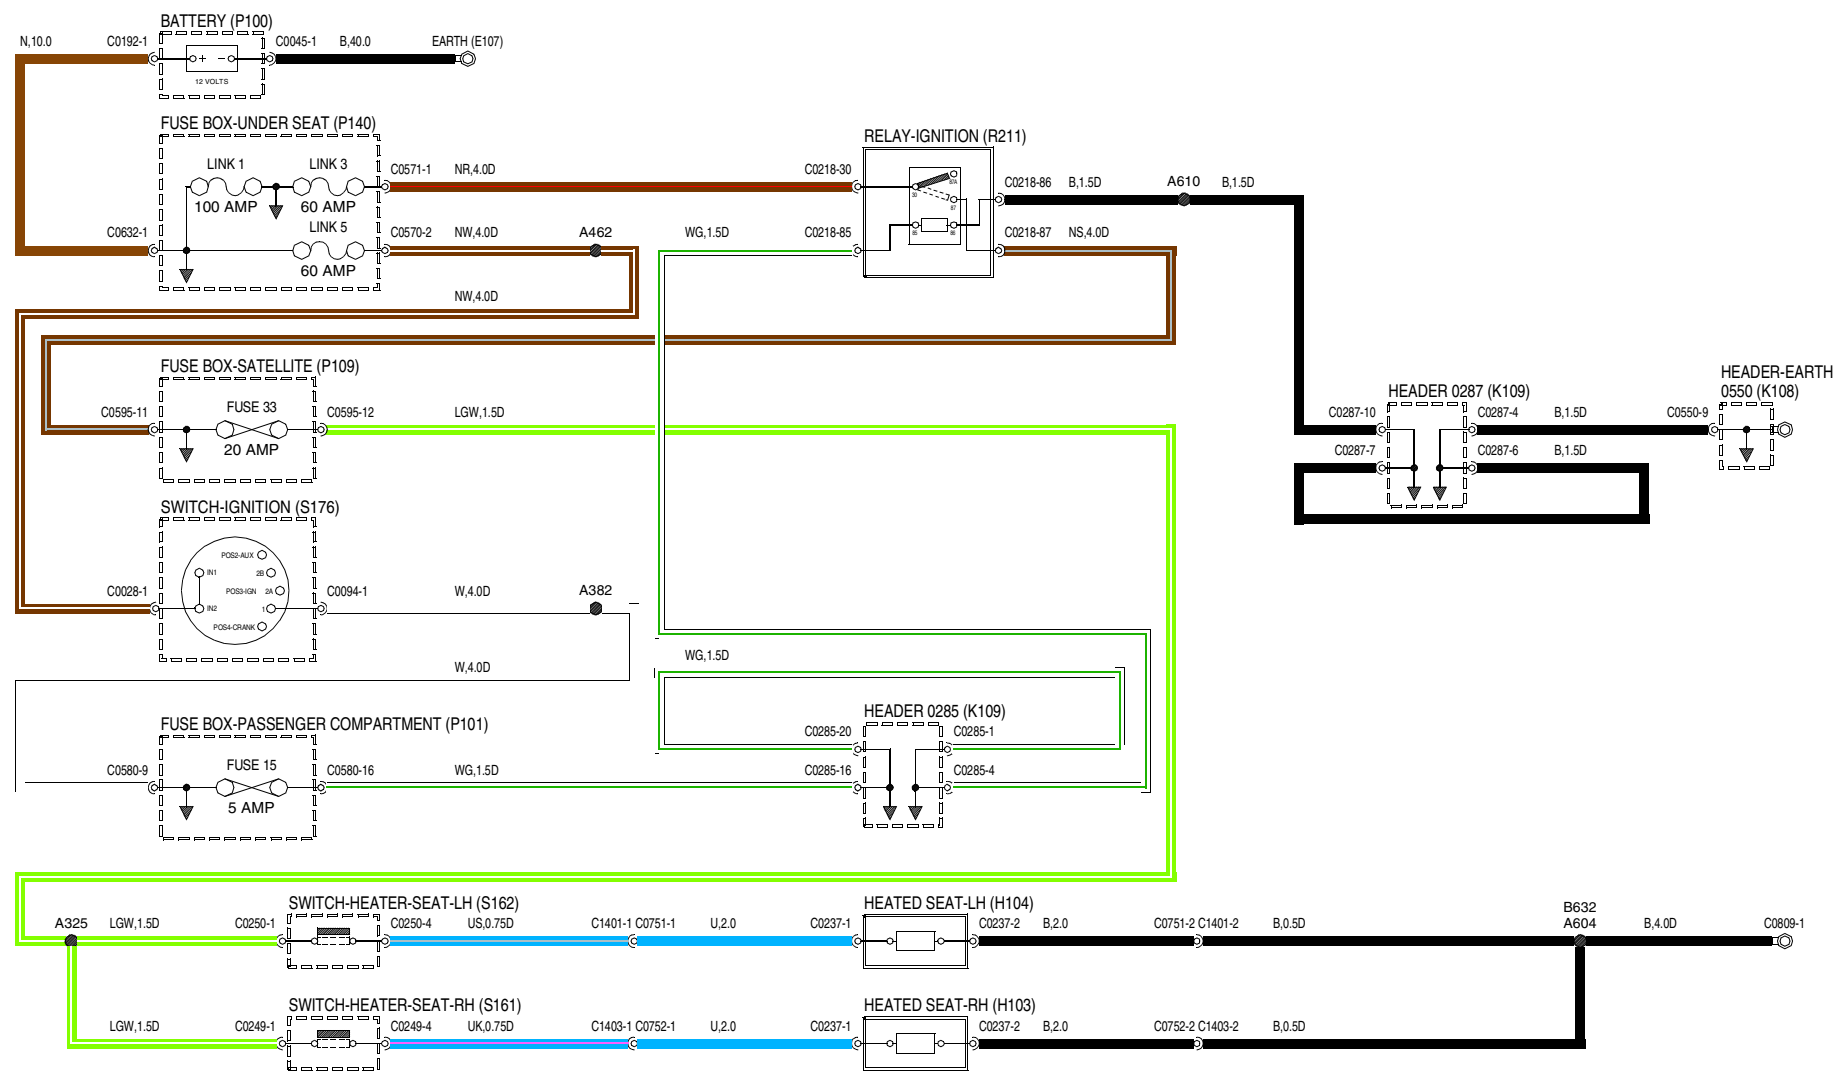 BATTERY (P100)
N,10.0
C0192-1
C0045-1
B,40.0
EARTH (E107)
+ −
12 VOLTS
FUSE BOX-UNDER SEAT (P140)
LINK 1
LINK 3
100 AMP
60 AMP
C0571-1
NR,4.0D
LINK 5
60 AMP
C0632-1
C0570-2
NW,4.0D
A462
NW,4.0D
RELAY-IGNITION (R211)
C0218-30
30
87A
87
85
86
C0218-86
B,1.5D
A610
B,1.5D
WG,1.5D
C0218-85
C0218-87
NS,4.0D
FUSE BOX-SATELLITE (P109)
C0595-11
FUSE 33
20 AMP
C0595-12
LGW,1.5D
HEADER 0287 (K109)
C0287-10
C0287-4
B,1.5D
C0550-9
HEADER-EARTH
0550 (K108)
C0287-7
C0287-6
B,1.5D
SWITCH-IGNITION (S176)
POS2-AUX
IN1
2B
POS3-IGN
2A
IN2
1
POS4-CRANK
C0028-1
C0094-1
W,4.0D
A382
W,4.0D
WG,1.5D
FUSE BOX-PASSENGER COMPARTMENT (P101)
C0580-9
FUSE 15
5 AMP
C0580-16
WG,1.5D
HEADER 0285 (K109)
C0285-20
C0285-1
C0285-16
C0285-4
A325
LGW,1.5D
C0250-1
SWITCH-HEATER-SEAT-LH (S162)
C0250-4
US,0.75D
C1401-1 C0751-1
U,2.0
C0237-1
HEATED SEAT-LH (H104)
C0237-2
B,2.0
C0751-2 C1401-2
B,0.5D
B632
A604
B,4.0D
C0809-1
LGW,1.5D
C0249-1
SWITCH-HEATER-SEAT-RH (S161)
C0249-4
UK,0.75D
C1403-1 C0752-1
U,2.0
C0237-1
HEATED SEAT-RH (H103)
C0237-2
B,2.0
C0752-2 C1403-2
B,0.5D